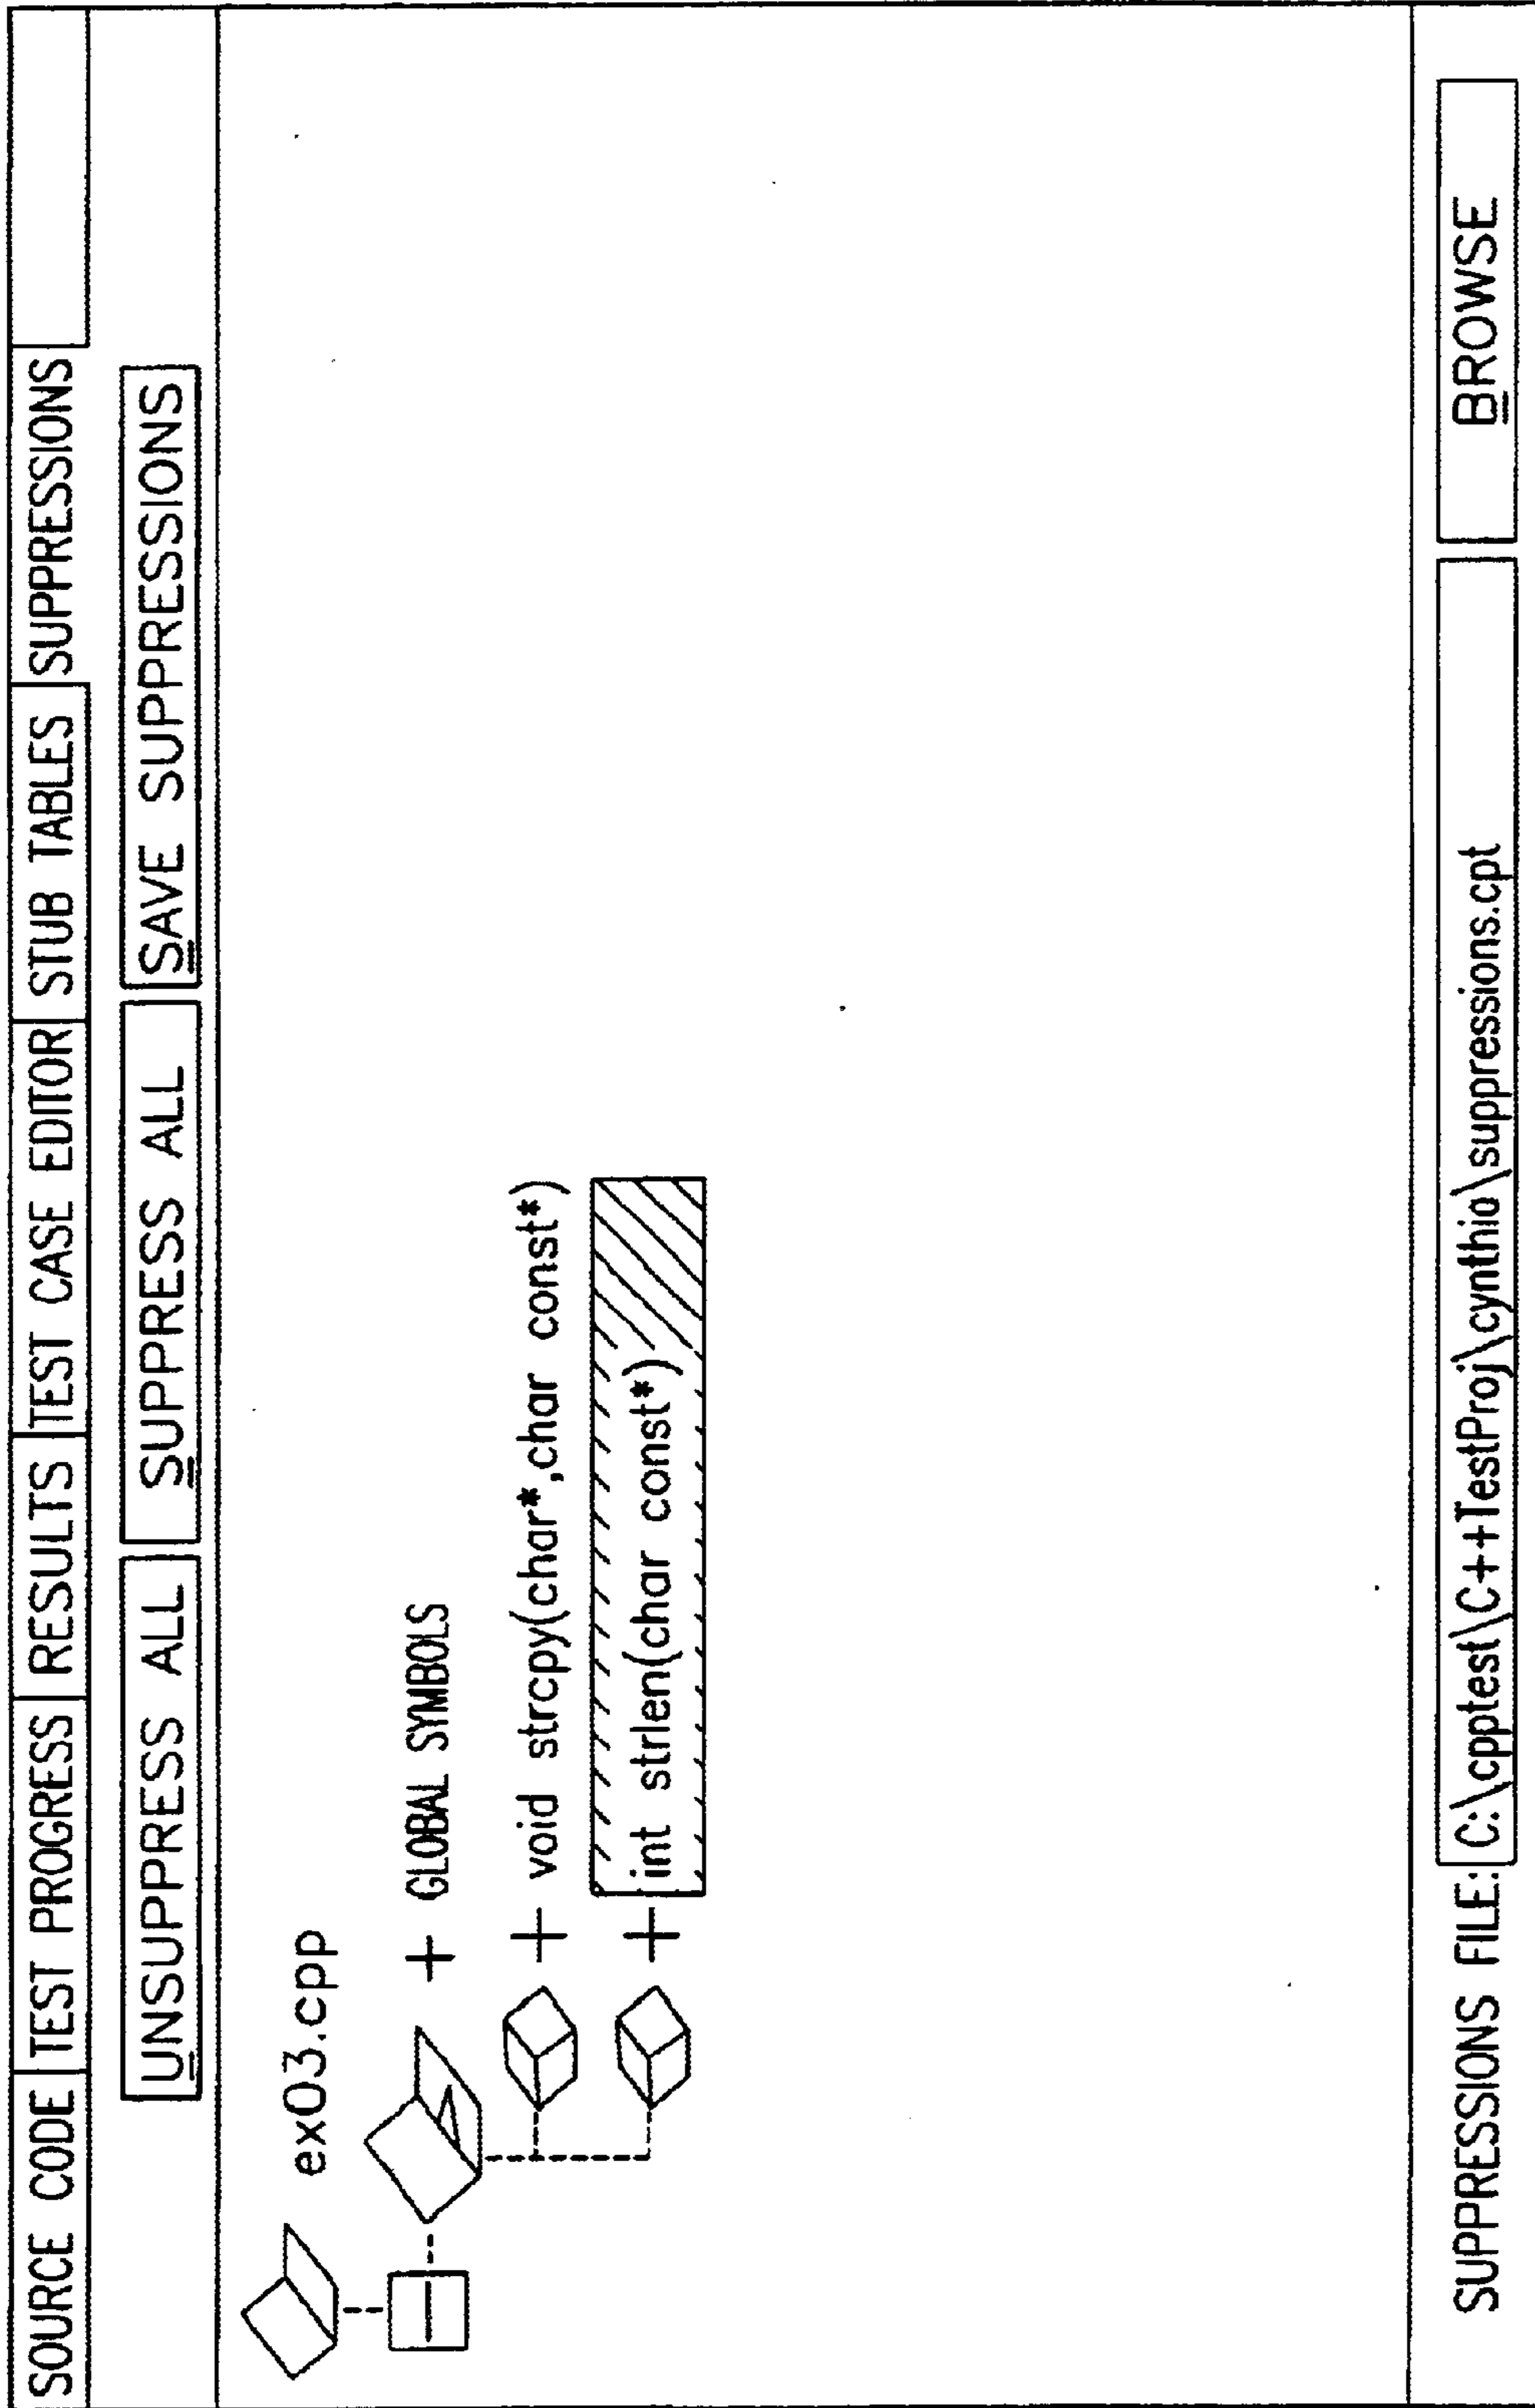 SOURCE CODE TEST PROGRESS RESULTS TEST CASE EDITOR STUB TABLES SUPPRESSIONS
UNSUPPRESS ALL SUPPRESS ALL SAVE SUPPRESSIONS
ex03.cpp
+ GLOBAL SYMBOLS
+ void strcpy(char*,char const*)
+ int strlen(char const*)
SUPPRESSIONS FILE: C:\cpptest\C++TestProj\cynthia\suppressions.cpt BROWSE